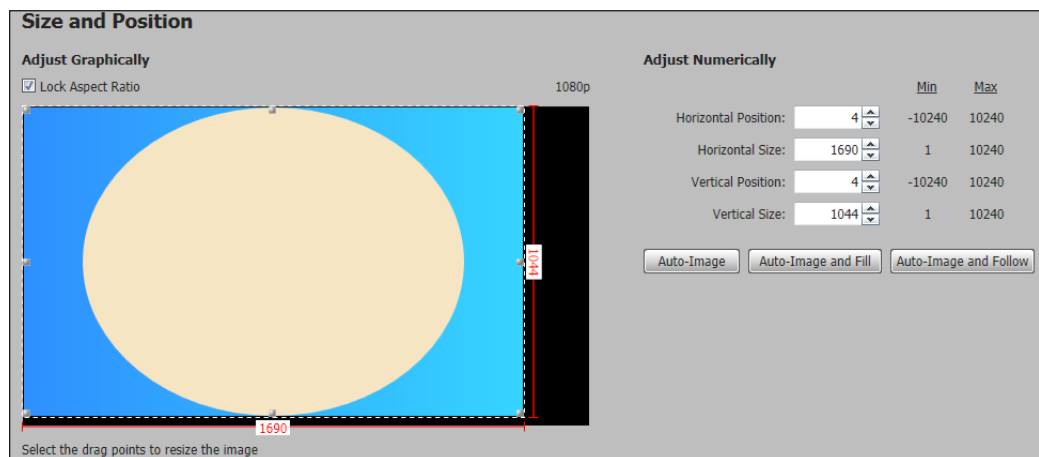 Size and Position
Adjust Graphically
Lock Aspect Ratio 1080p
1044
1690
Select the drag points to resize the image
Adjust Numerically
Min Max
Horizontal Position: 4 -10240 10240
Horizontal Size: 1690 1 10240
Vertical Position: 4 -10240 10240
Vertical Size: 1044 1 10240
Auto-Image Auto-Image and Fill Auto-Image and Follow